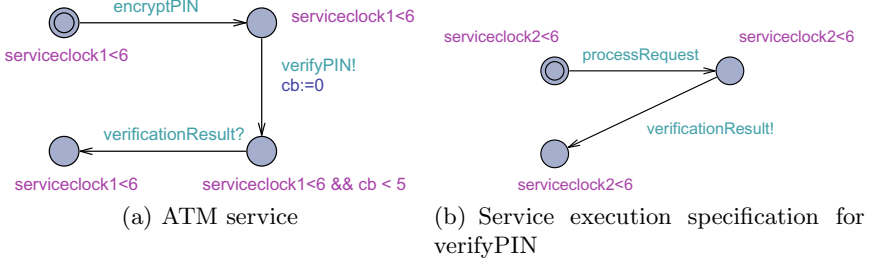 encryptPIN
serviceclock1<6
serviceclock1<6
verifyPIN!
cb:=0
verificationResult?
serviceclock1<6
serviceclock1<6 && cb < 5
(a) ATM service
serviceclock2<6
serviceclock2<6
processRequest
verificationResult!
serviceclock2<6
(b) Service execution specification for
verifyPIN